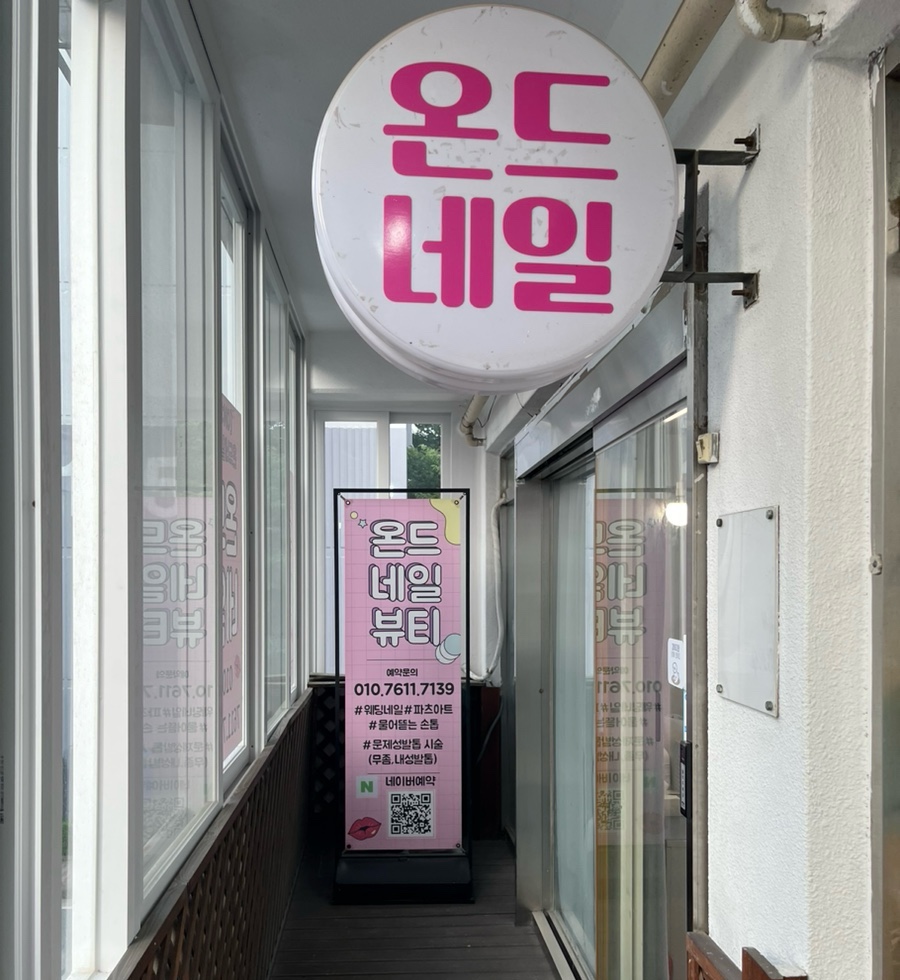 온드
네일
온드
네일
뷰티
예약문의
010.7611.7139
#웨딩네일#파츠아트
#물어뜯는 손톱
#문제성발톱 시술
(무좀.내성발톱)
N 네이버예약